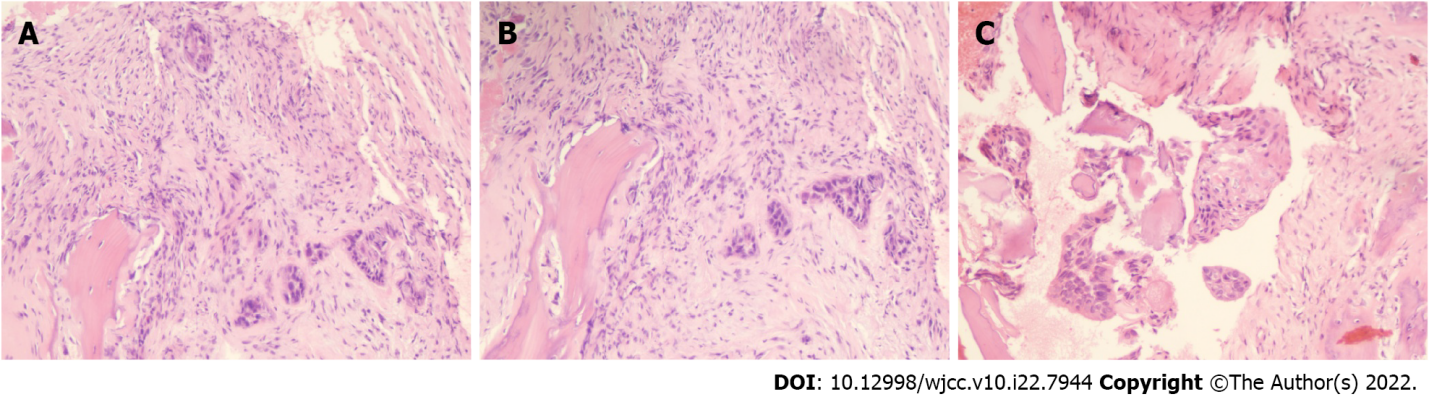 A
B
C
DOI: 10.12998/wjcc.v10.i22.7944 Copyright ©The Author(s) 2022.